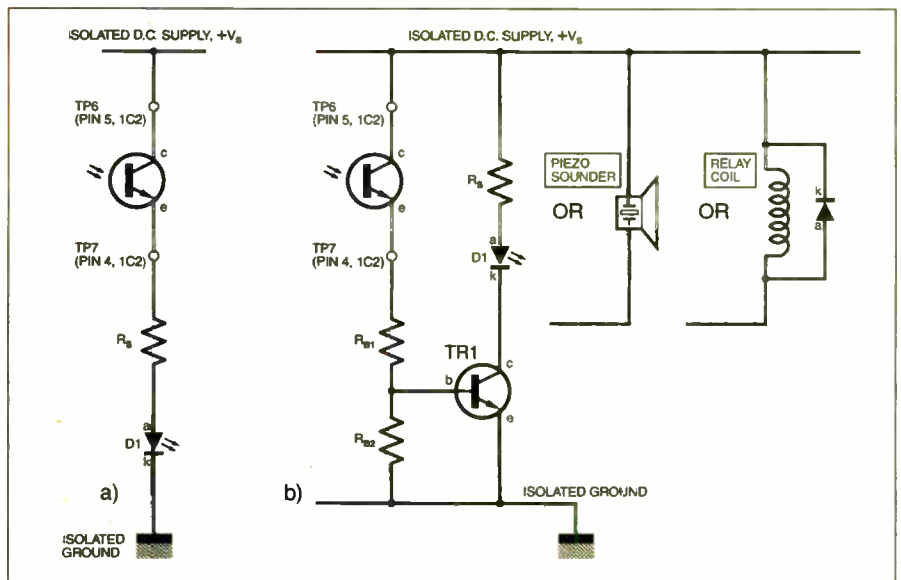 ISOLATED D.C. SUPPLY, +Vs
TP6
(PIN 5, 1C2)
c
e
TP7
(PIN 4, 1C2)
Rs
a
D1
k
a)
ISOLATED
GROUND
ISOLATED D.C. SUPPLY, +Vs
TP6
(PIN 5, 1C2)
c
e
TP7
(PIN 4, 1C2)
RB1
RB2
b)
Rs
a
D1
k
TR1
b
c
e
ISOLATED GROUND
PIEZO
SOUNDER
OR
RELAY
COIL
OR
k
a